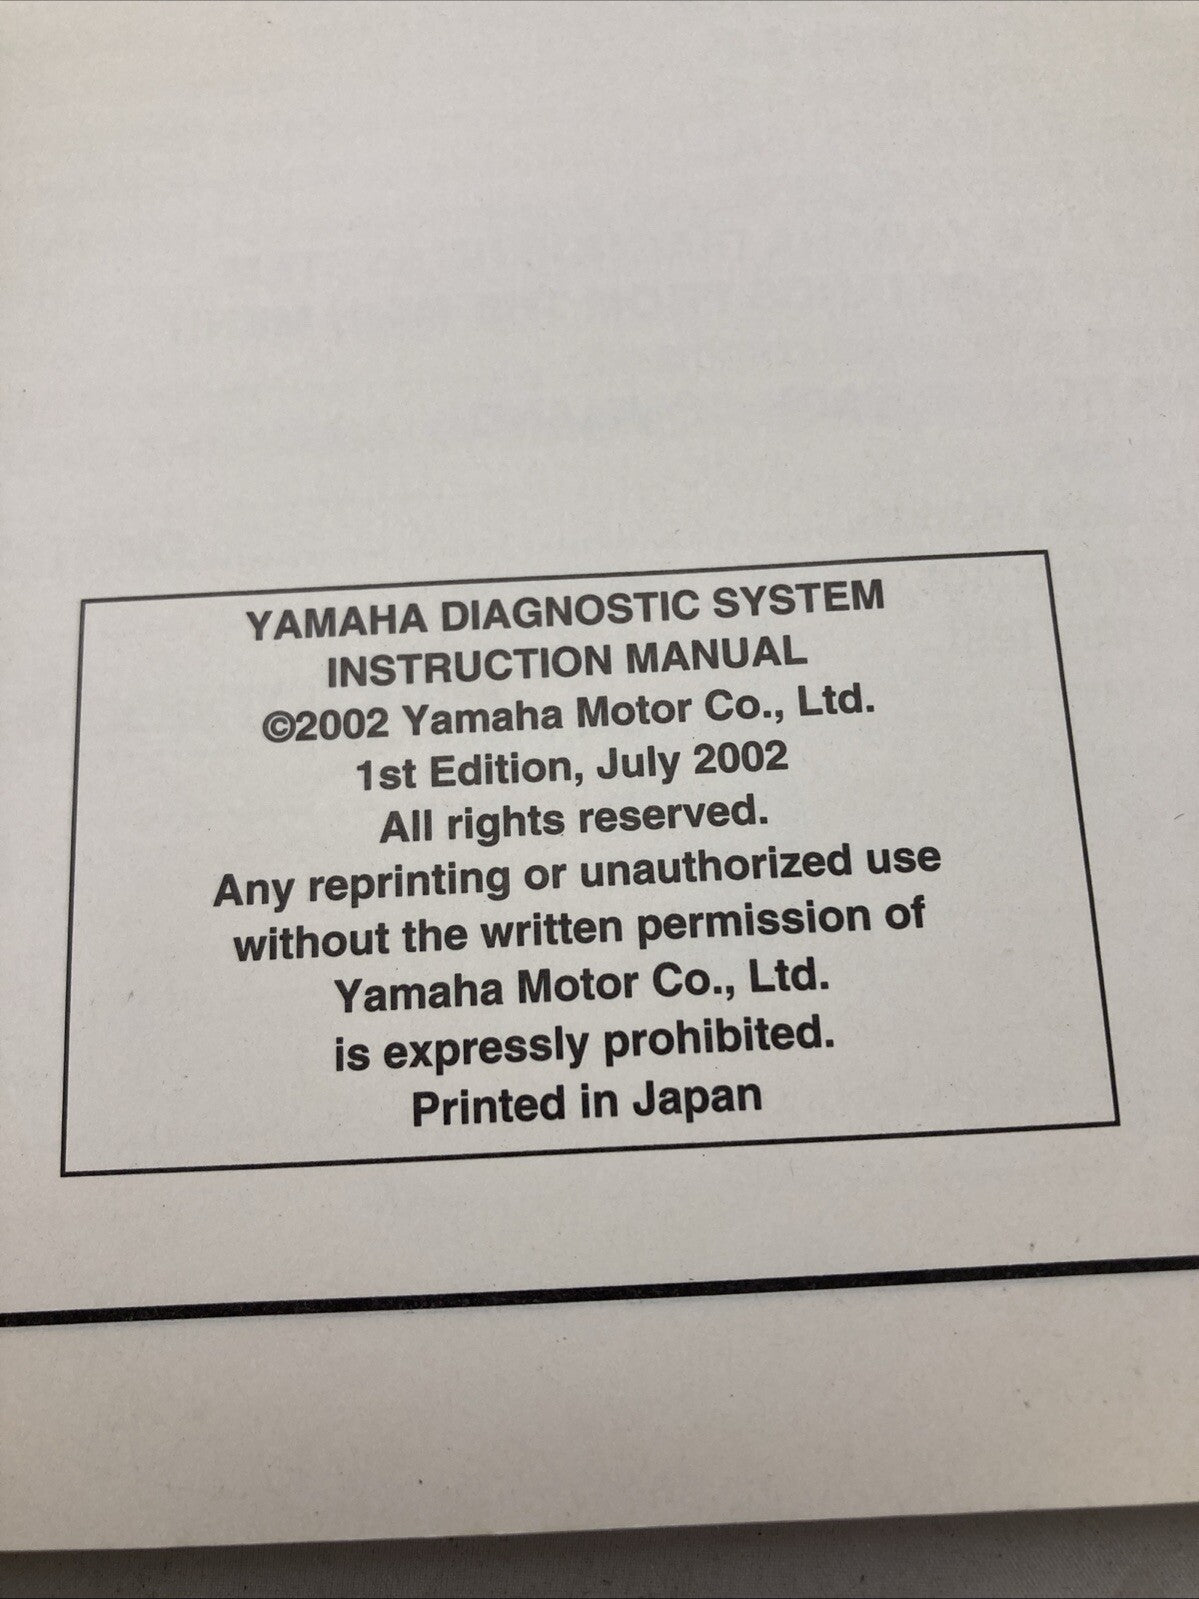 YAMAHA DIAGNOSTIC SYSTEM
INSTRUCTION MANUAL
©2002 Yamaha Motor Co., Ltd.
1st Edition, July 2002
All rights reserved.
Any reprinting or unauthorized use
without the written permission of
Yamaha Motor Co., Ltd.
is expressly prohibited.
Printed in Japan